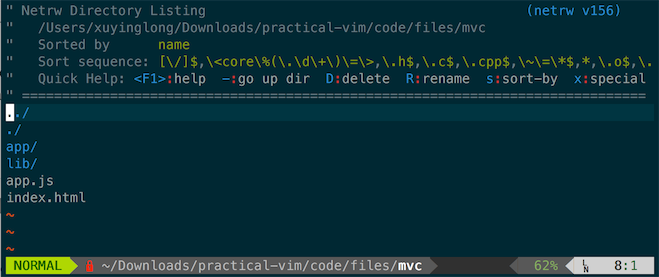 " Netrw Directory Listing (netrw v156)
" /Users/xuyinglong/Downloads/practical-vim/code/files/mvc
" Sorted by name
" Sort sequence: [\/]$,\<core\%(\.\d\+\)\=\>,\.h$,\.c$,\.cpp$,\~\=\*$,*,\.o$,\.
" Quick Help: <F1>:help -:go up dir D:delete R:rename s:sort-by x:special
" ==============================================================================
../
./
app/
lib/
app.js
index.html
~
~
~
NORMAL ~/Downloads/practical-vim/code/files/mvc 62% LN 8:1